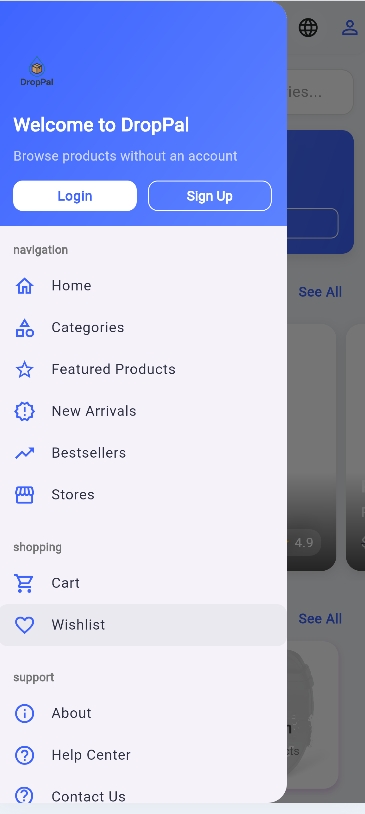 DropPal
ies...
Welcome to DropPal
Browse products without an account
Login
Sign Up
navigation
Home
See All
Categories
Featured Products
New Arrivals
Bestsellers
Stores
4.9
shopping
Cart
Wishlist
See All
support
About
Help Center
cts
Contact Us